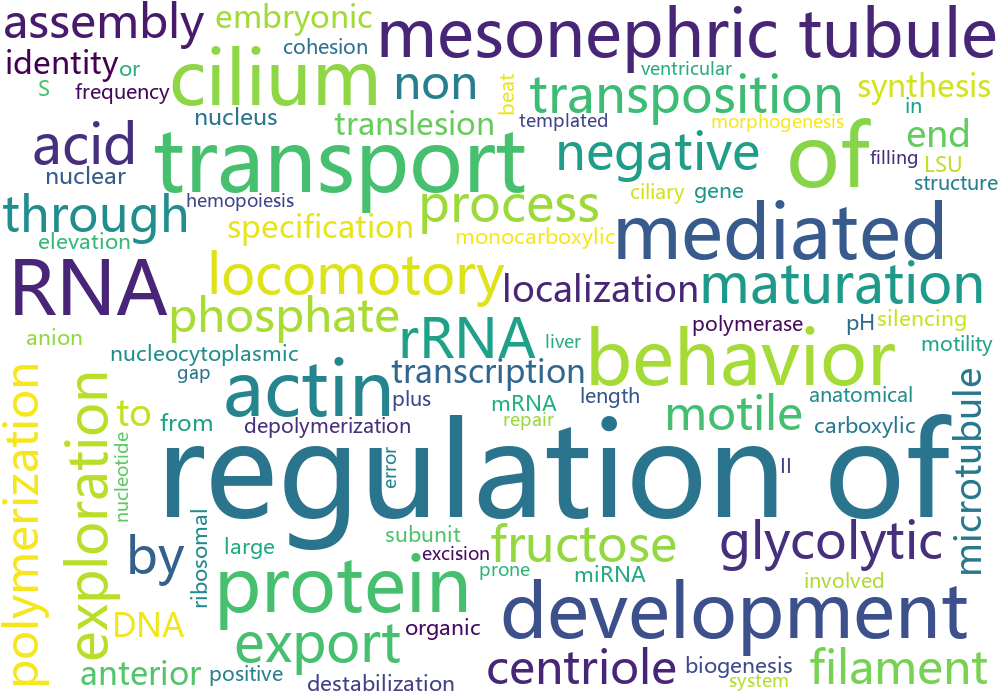 assembly
embryonic
mesonephric tubule
cohesion
identity
or
cilium
non
ventricular
S
frequency
beat
transposition
synthesis
nucleus
translesion
templated
morphogenesis
in
end
acid
transport
negative
of
filling
LSU
nuclear
hemopoiesis
ciliary
gene
structure
through
process
mediated
elevation
specification
monocarboxylic
RNA
locomotory
localization
maturation
phosphate
rRNA
polymerase
pH
silencing
anion
liver
behavior
motility
nucleocytoplasmic
gap
actin
transcription
plus
mRNA
length
anatomical
polymerization
exploration
to
from
depolymerization
repair
motile
carboxylic
microtubule
nucleotide
error
regulation of
II
ribosomal
by
large
subunit
excision
fructose
glycolytic
protein
prone
miRNA
involved
DNA
export
organic
development
anterior
positive
destabilization
centriole
biogenesis
system
filament